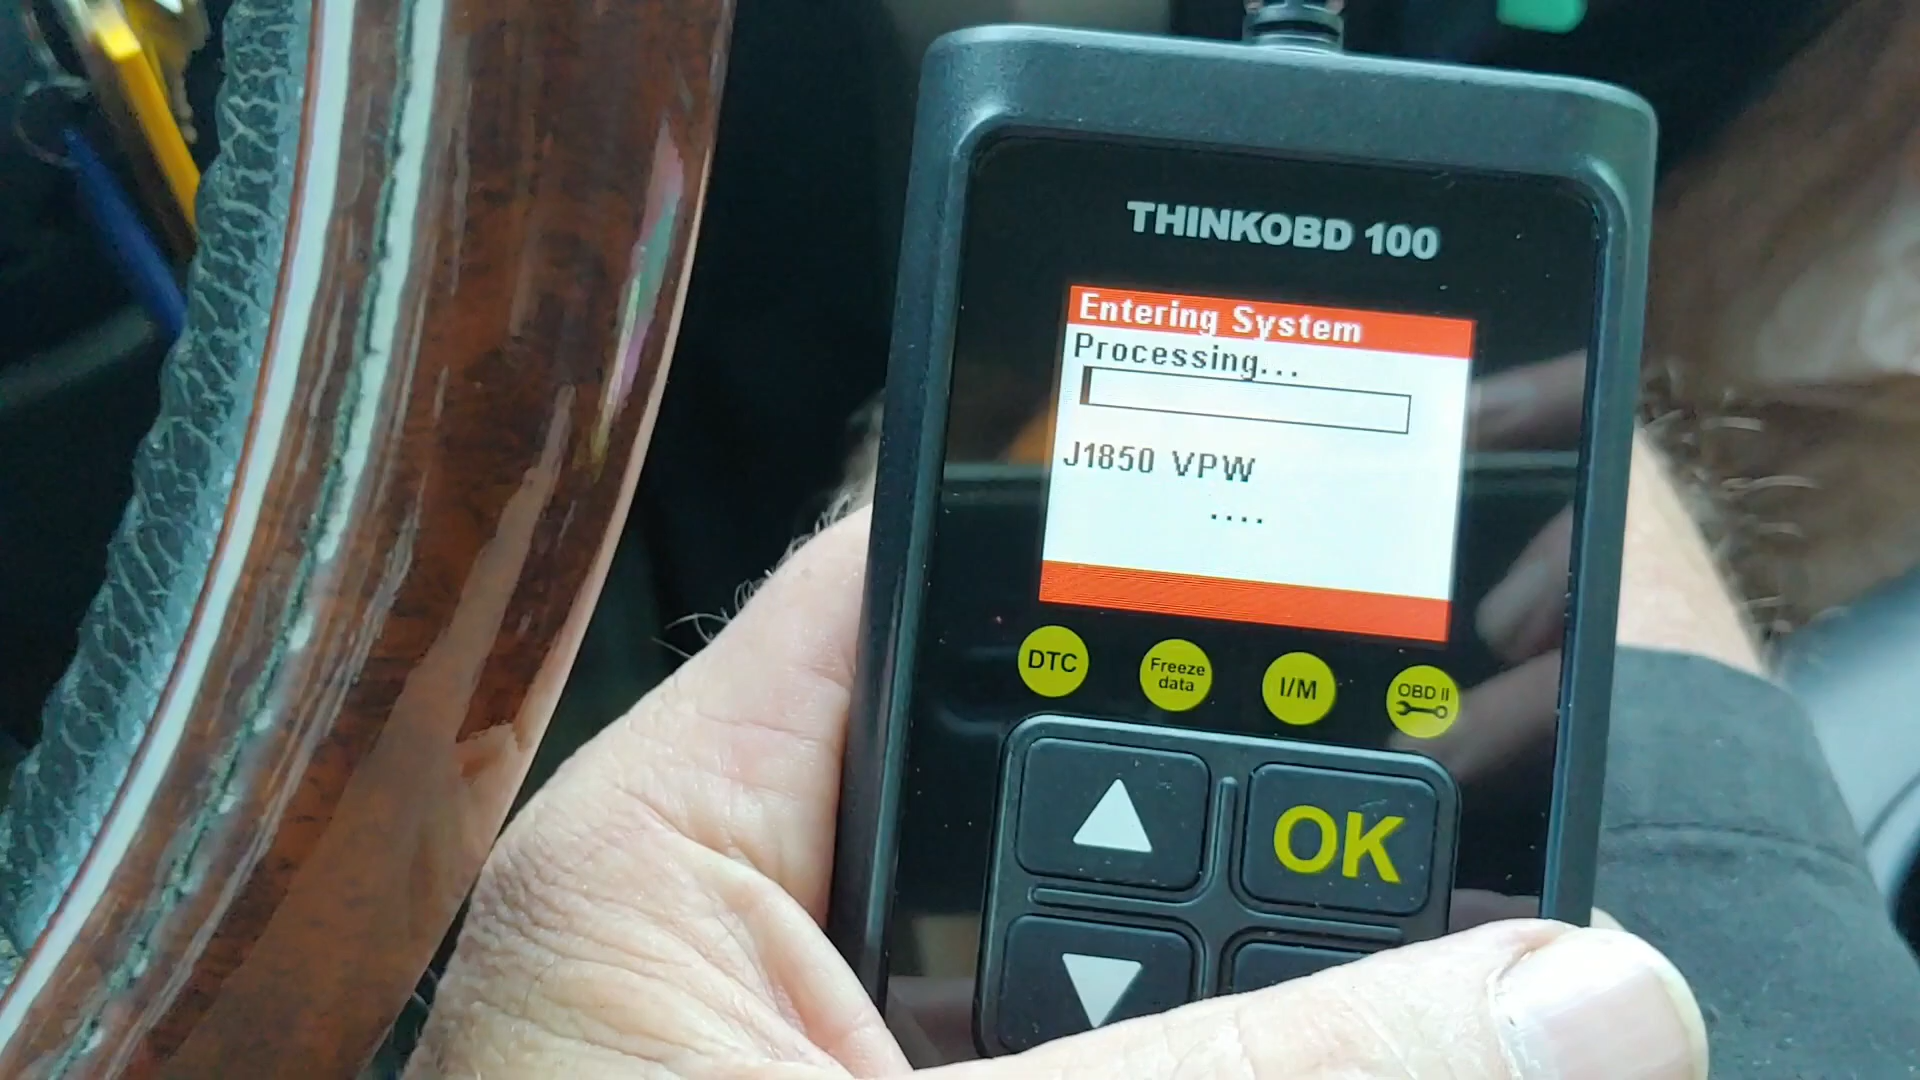 THINKOBD 100
Entering System
Processing...
J1850 VPW
....
DTC
Freeze
data
I/M
OBD II
OK